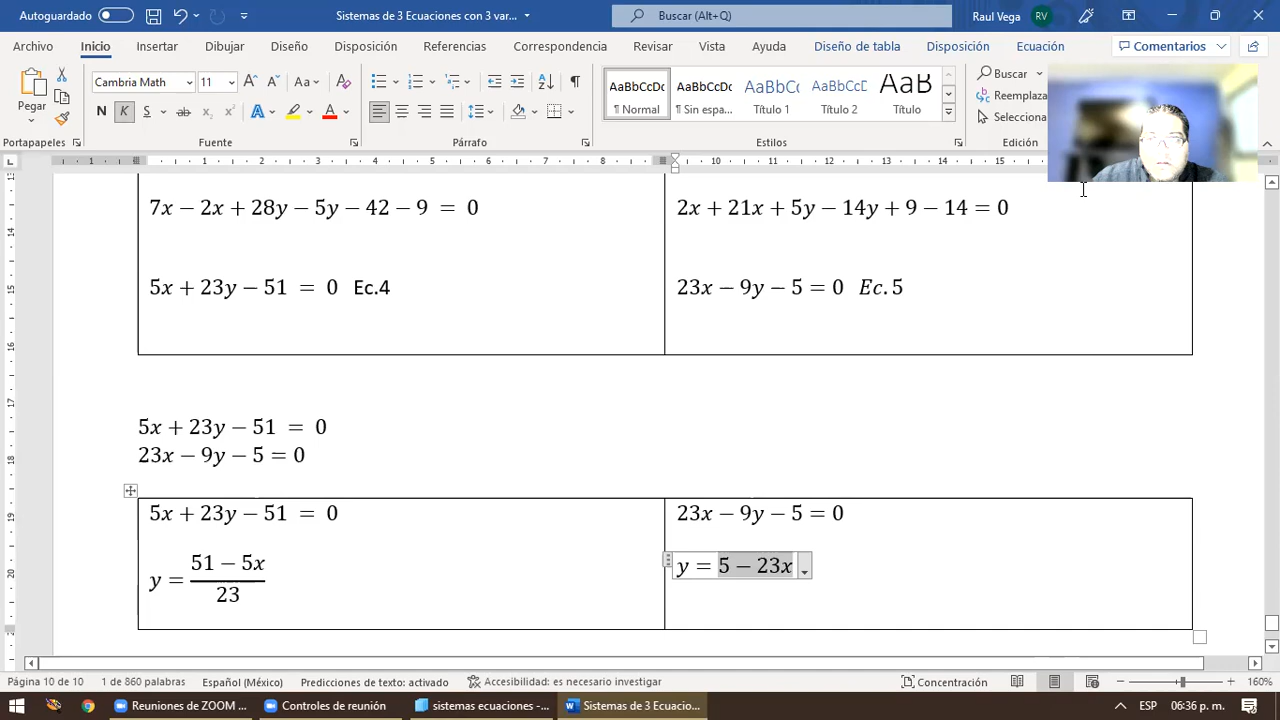 Autoguardado
Sistemas de 3 Ecuaciones con 3 var...
Buscar (Alt+Q)
Raul Vega
RV
Archivo Inicio Insertar Dibujar Diseño Disposición Referencias Correspondencia Revisar Vista Ayuda Diseño de tabla Disposición Ecuación Comentarios
Pegar
Cambria Math 11
AaBbCcDc AaBbCcDc AaBbCcD AaBbCcD AaB
¶ Normal ¶ Sin espa... Título 1 Título 2 Título
Buscar
Reemplaza
Selecciona
Portapapeles Fuente Párrafo Estilos Edición
7x − 2x + 28y − 5y − 42 − 9 = 0
2x + 21x + 5y − 14y + 9 − 14 = 0
5x + 23y − 51 = 0 Ec.4
23x − 9y − 5 = 0 Ec. 5
5x + 23y − 51 = 0
23x − 9y − 5 = 0
5x + 23y − 51 = 0
23x − 9y − 5 = 0
y = (51 − 5x)/23
y = 5 − 23x
Página 10 de 10 1 de 860 palabras Español (México) Predicciones de texto: activado Accesibilidad: es necesario investigar Concentración 160%
Reuniones de ZOOM ... Controles de reunión sistemas ecuaciones -... Sistemas de 3 Ecuacio... ESP 06:36 p. m.